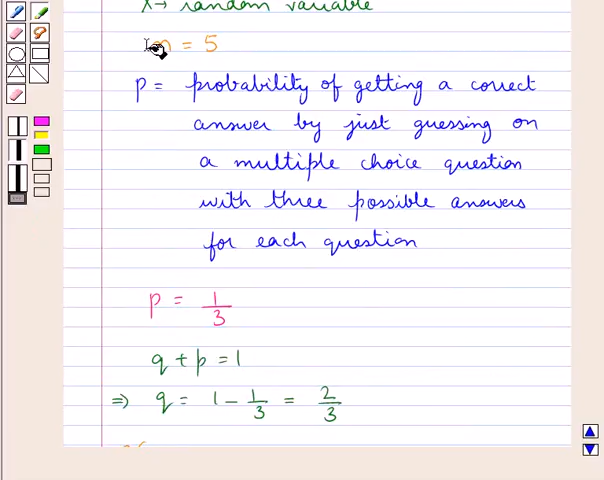 X → random variable
n = 5
p = probability of getting a correct
answer by just guessing on
a multiple choice question
with three possible answers
for each question
p = 1/3
q + p = 1
⇒ q = 1 - 1/3 = 2/3